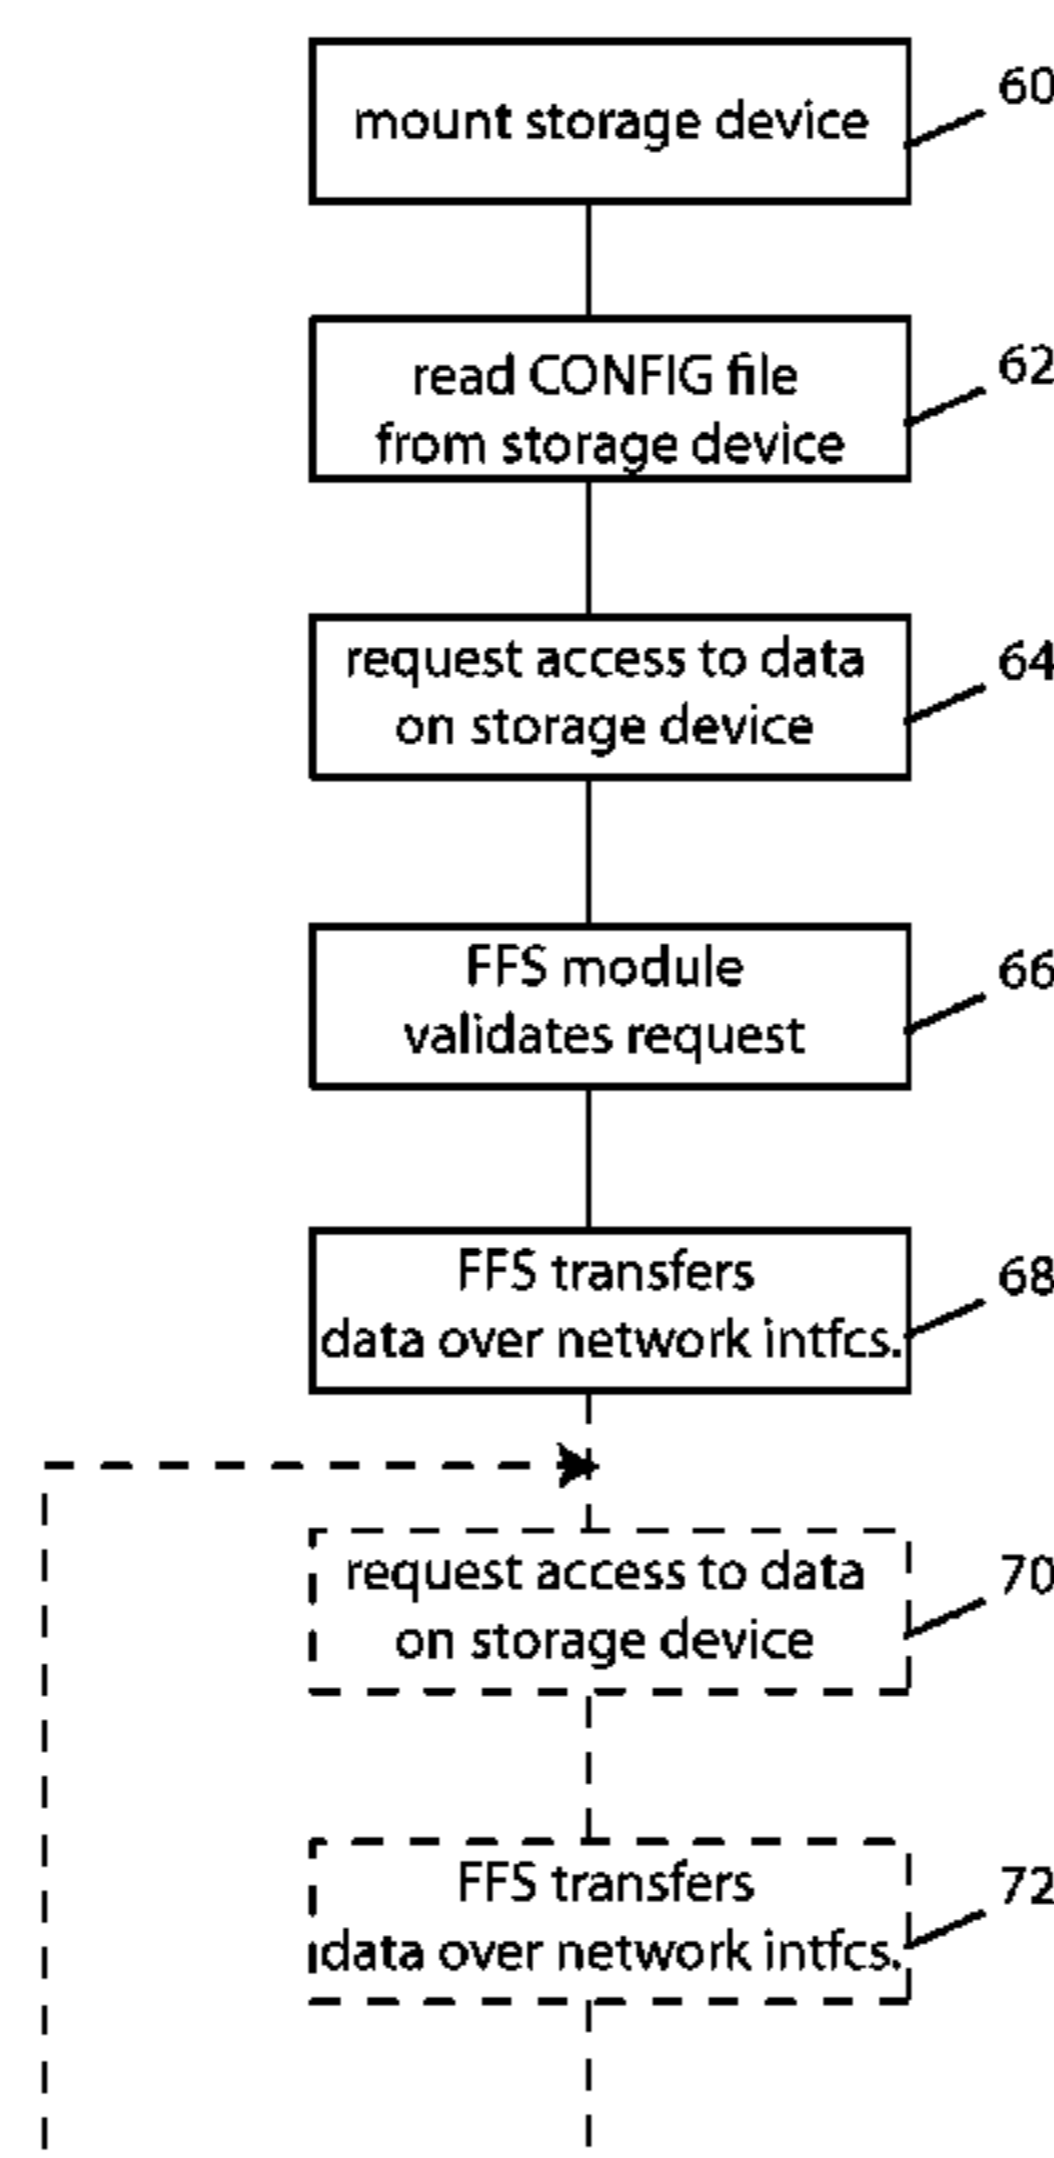 mount storage device
60
read CONFIG file
from storage device
62
request access to data
on storage device
64
FFS module
validates request
66
FFS transfers
data over network intfcs.
68
request access to data
on storage device
70
FFS transfers
data over network intfcs.
72